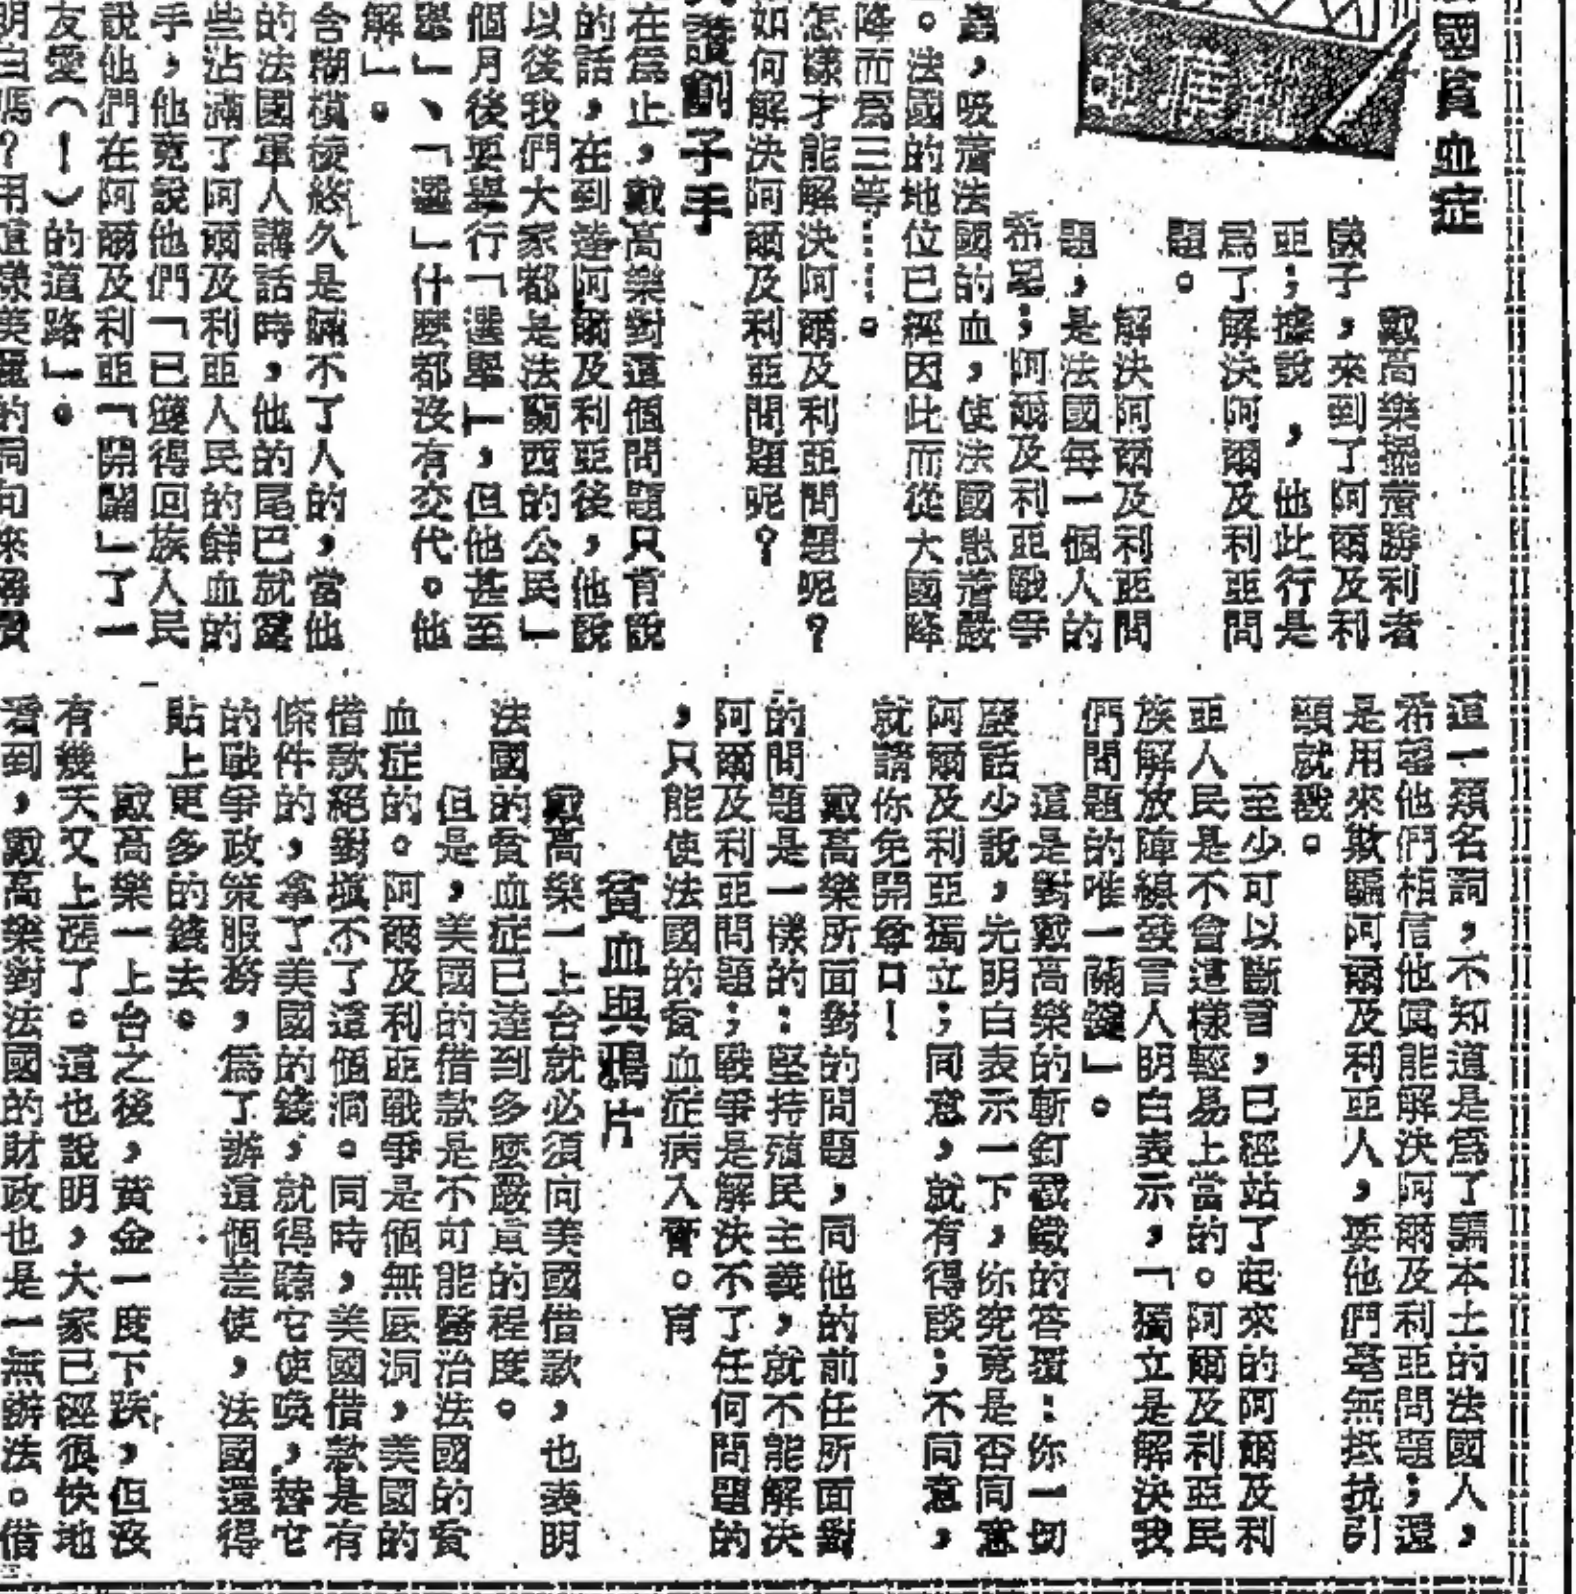 國貧血症
戴高樂擺着勝利者
樣子,來到了阿爾及利
亞;據說,他此行是
爲了解決阿爾及利亞問
題。
解決阿爾及利亞問
題,是法國每一個人的
希望;阿爾及利亞戰爭
蟲,吸着法國的血,使法國患着嚴
。法國的地位已經因此而從大國降
降而爲三等……。
怎樣才能解決阿爾及利亞問題呢?
如何解決阿爾及利亞問題呢?
讚劊子手
在爲止,戴高樂對這個問題只肯說
的話,在到達阿爾及利亞後,他說
以後我們大家都是法蘭西的公民」
個月後要舉行「選舉」,但他甚至
舉」、「選」什麼都沒有交代。他
解」。
含糊模棱悠久是瞞不了人的,當他
的法國軍人講話時,他的尾巴就露
些沾滿了阿爾及利亞人民的鮮血的
手,他竟說他們「已獲得回族人民
說他們在阿爾及利亞「開闢」了一
友愛(!)的道路」。
明白嗎?用這樣美麗的詞句來解
這一類名詞,不知道是爲了騙本土的法國人,
希望他們相信他眞能解決阿爾及利亞問題;還
是用來欺騙阿爾及利亞人,要他們毫無抵抗引
頸就戮。
至少可以斷言,已經站了起來的阿爾及利
亞人民是不會這樣輕易上當的。阿爾及利亞民
族解放陣線發言人明白表示,「獨立是解決我
們問題的唯一關鍵」。
這是對戴高樂的斬釘截鐵的答覆:你一切
廢話少說,先明白表示一下,你究竟是否同意
阿爾及利亞獨立;同意,就有得談;不同意,
就請你免開尊口!
戴高樂所面對的問題,同他的前任所面對
的問題是一樣的:堅持殖民主義,就不能解决
阿爾及利亞問題;戰爭是解決不了任何問題的
,只能使法國的貧血症病入膏。肓
貧血與鴉片
戴高樂一上台就必須向美國借款,也表明
法國的貧血症已達到多麼嚴重的程度。
但是,美國的借款是不可能醫治法國的貧
血症的。阿爾及利亞戰爭是個無底洞,美國的
借款絕對塡不了這個洞。同時,美國借款是有
條件的,拿了美國的錢,就得聽它使喚,替它
的戰爭政策服務,爲了辦這個差使,法國還得
貼上更多的錢去。
戴高樂一上台之後,黃金一度下跌,但沒
有幾天又上漲了。這也說明,大家已經很快地
看到,戴高樂對法國的財政也是一無辦法。借